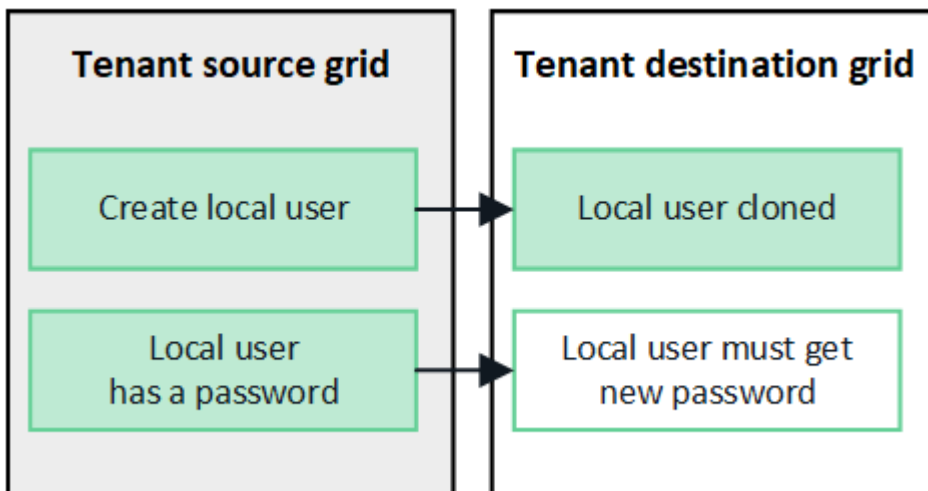 Tenant source grid
Create local user
Local user
has a password
Tenant destination grid
Local user cloned
Local user must get
new password